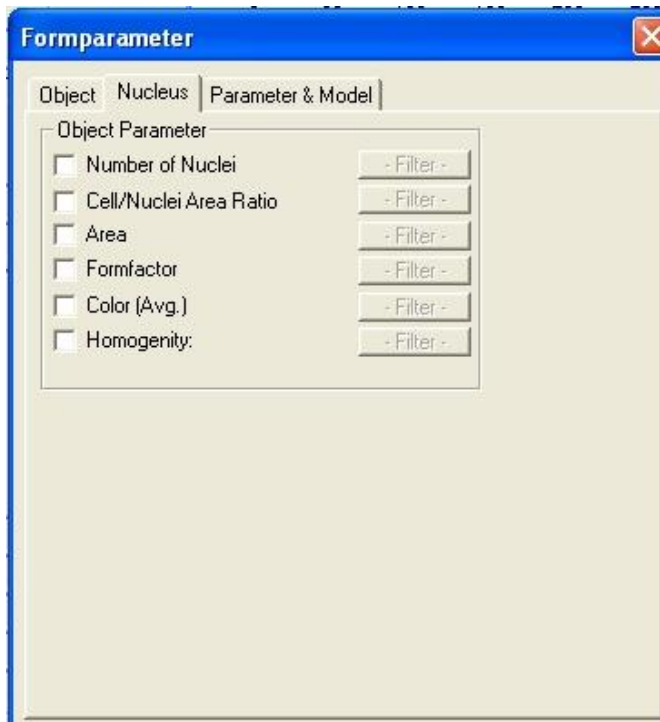 Formparameter
Object Nucleus Parameter & Model
Object Parameter
Number of Nuclei - Filter -
Cell/Nuclei Area Ratio - Filter -
Area - Filter -
Formfactor - Filter -
Color (Avg.) - Filter -
Homogenity: - Filter -